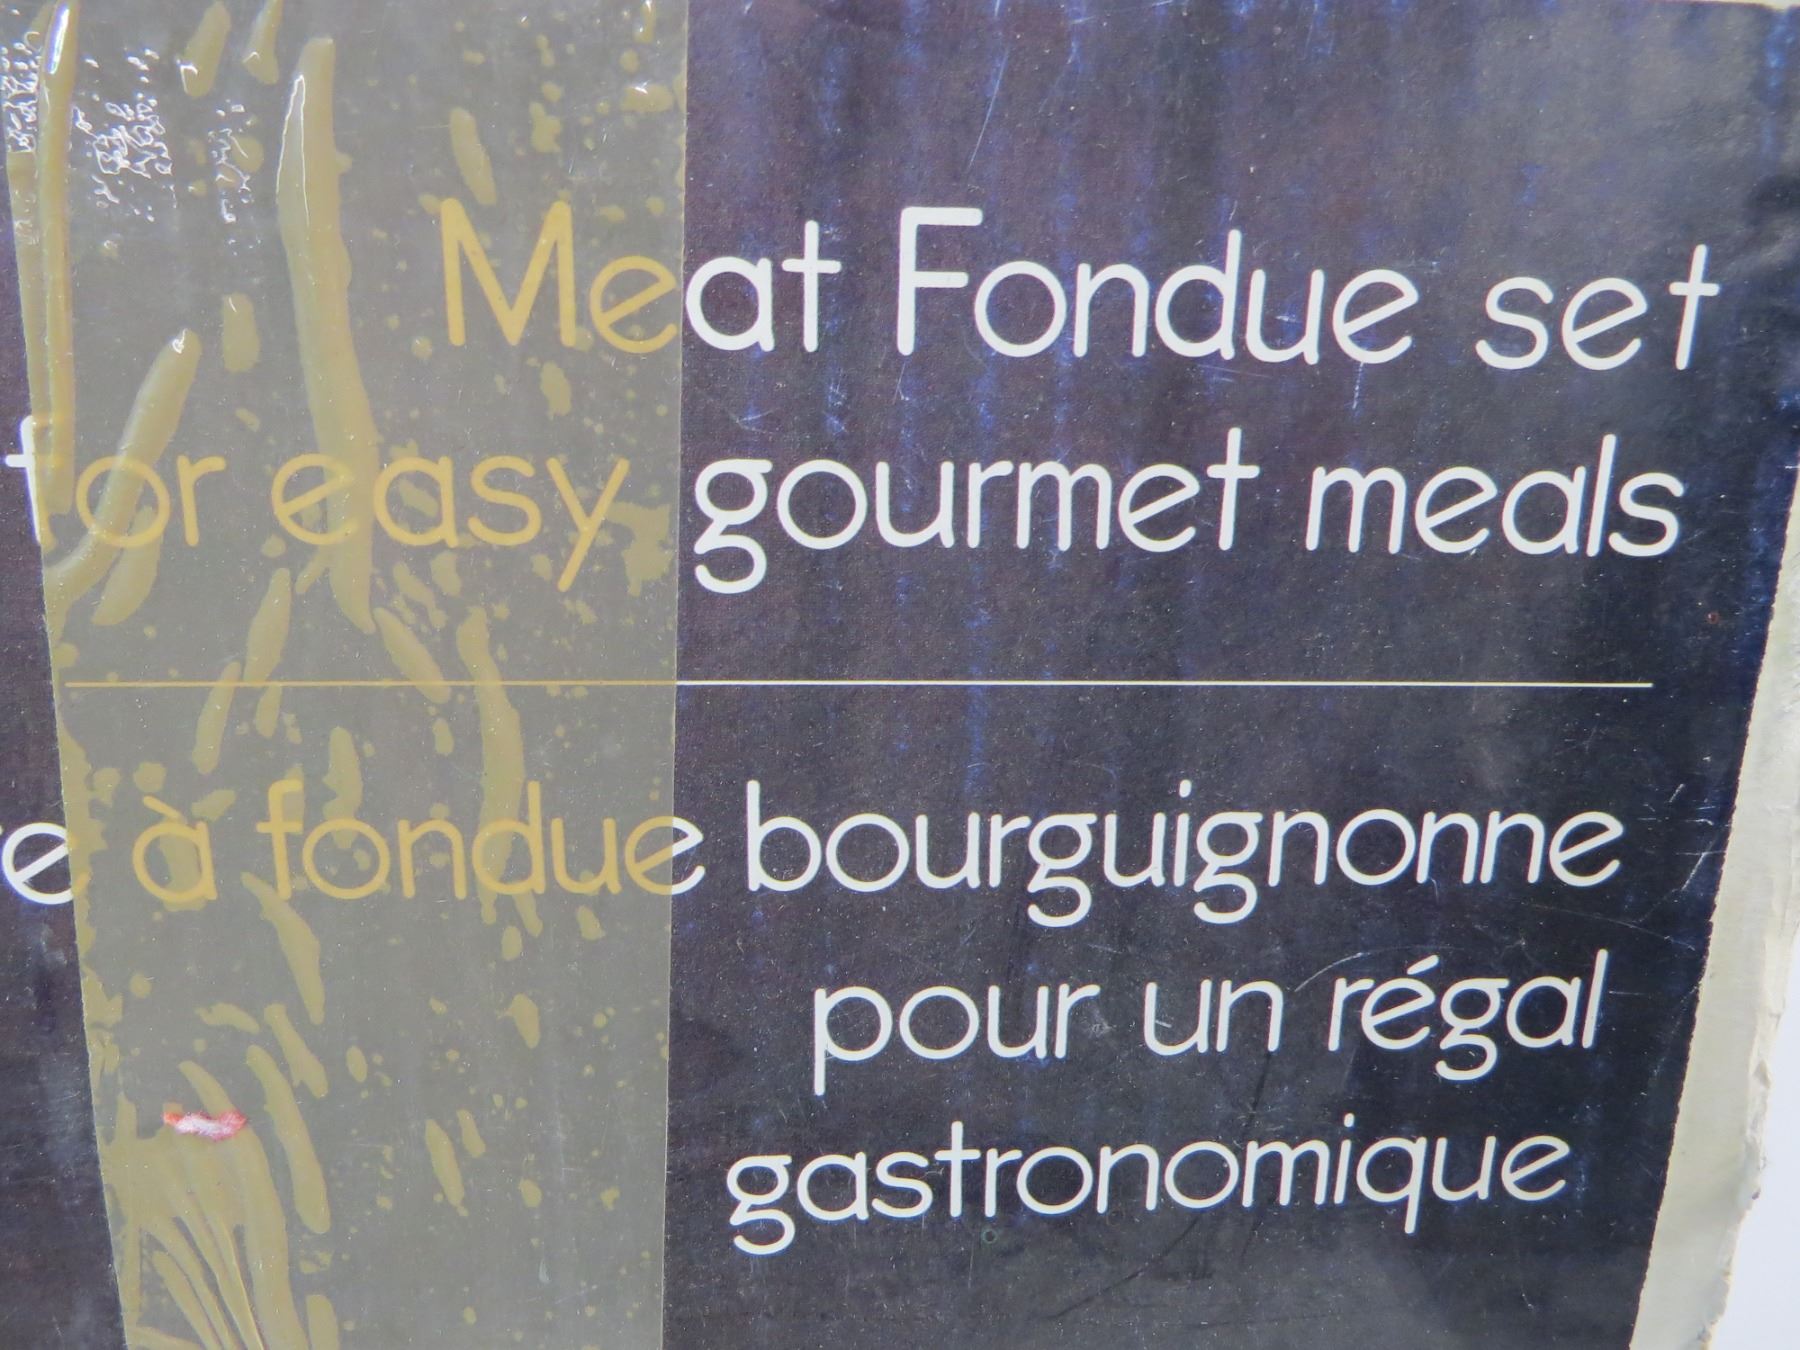 Meat Fondue set
for easy gourmet meals
à fondue bourguignonne
pour un régal
gastronomique